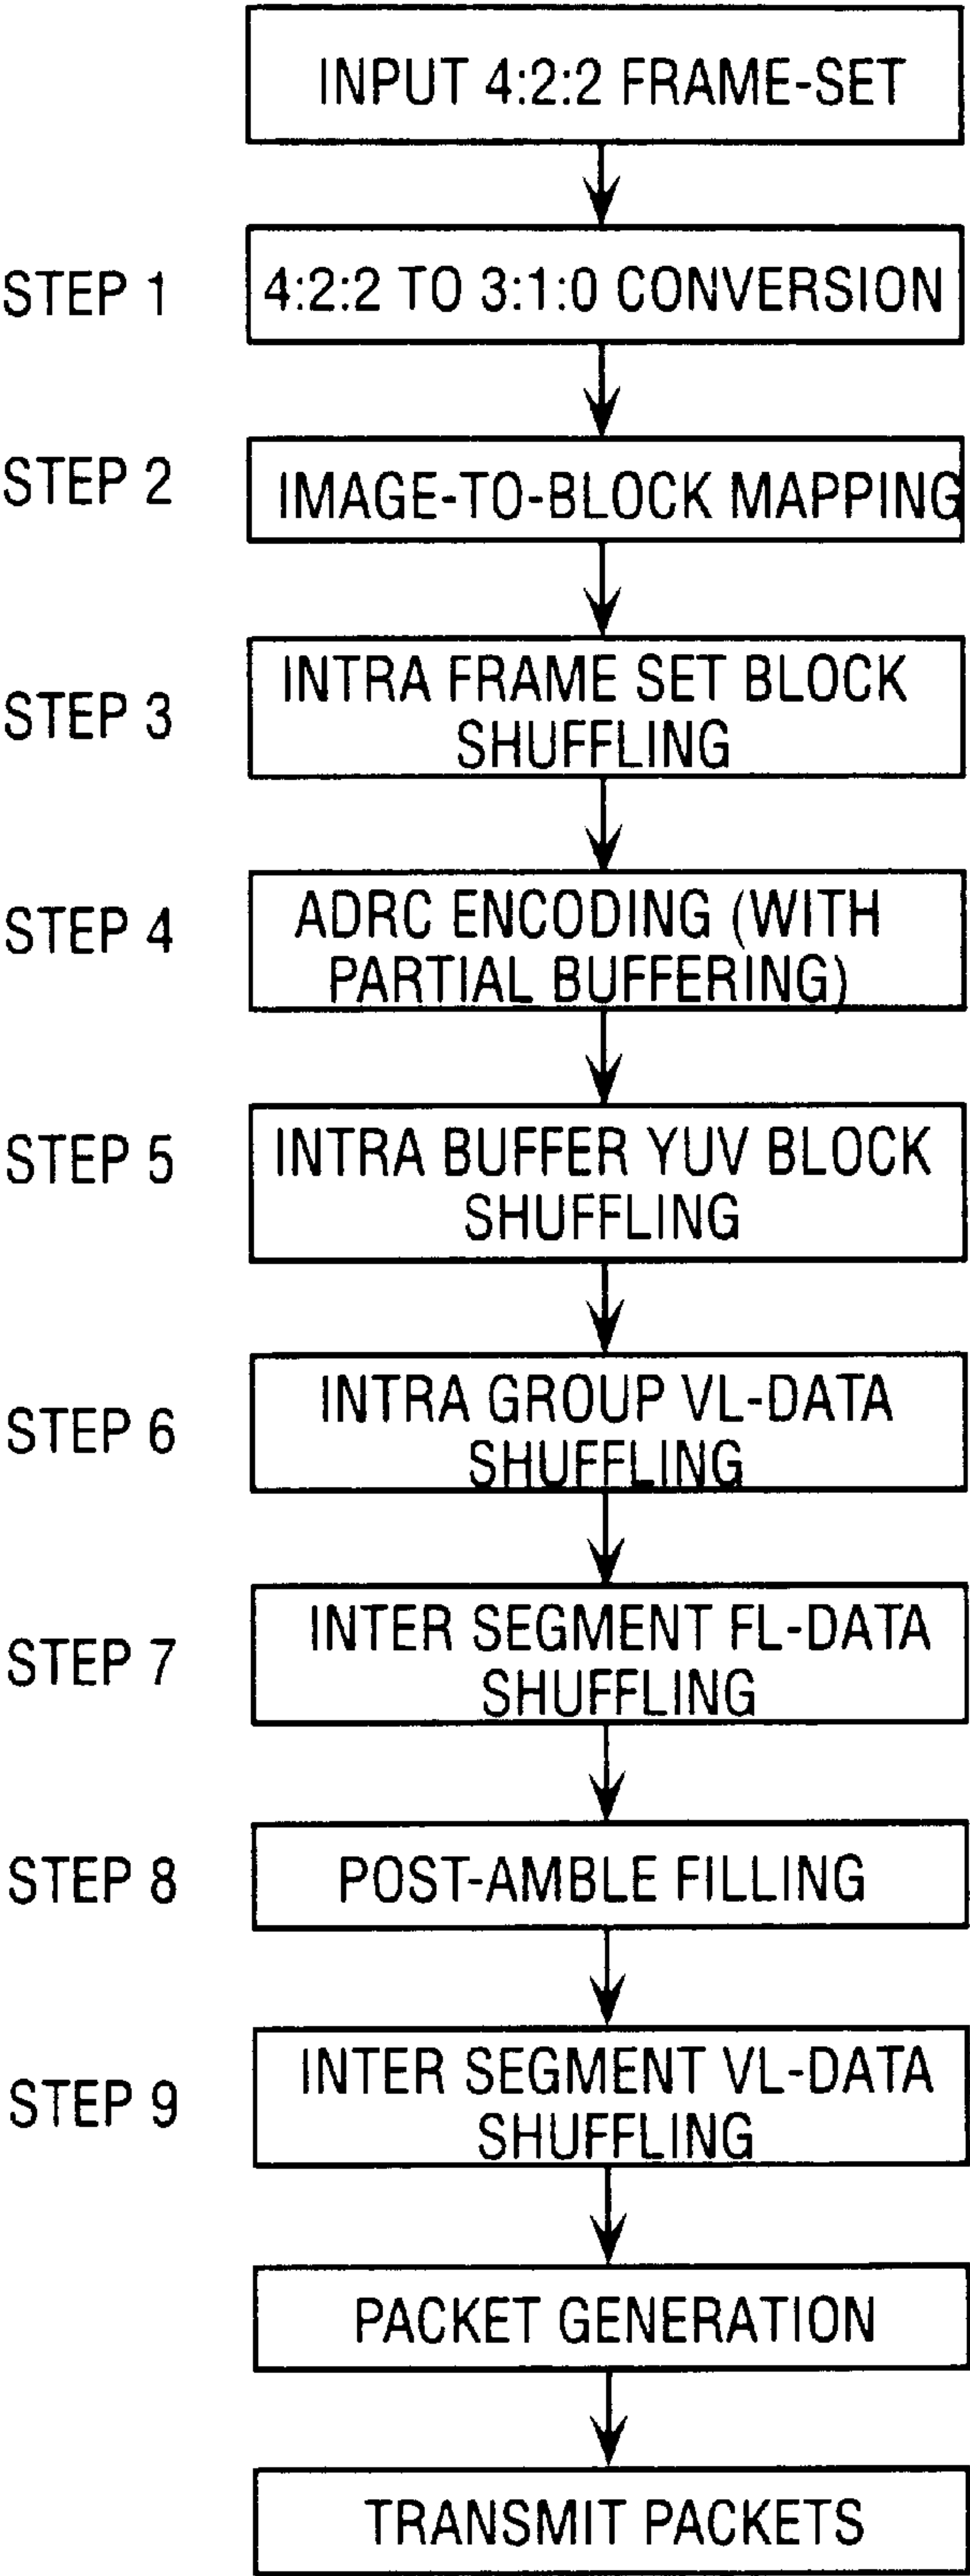 INPUT 4:2:2 FRAME-SET
STEP 1
4:2:2 TO 3:1:0 CONVERSION
STEP 2
IMAGE-TO-BLOCK MAPPING
STEP 3
INTRA FRAME SET BLOCK
SHUFFLING
STEP 4
ADRC ENCODING (WITH
PARTIAL BUFFERING)
STEP 5
INTRA BUFFER YUV BLOCK
SHUFFLING
STEP 6
INTRA GROUP VL-DATA
SHUFFLING
STEP 7
INTER SEGMENT FL-DATA
SHUFFLING
STEP 8
POST-AMBLE FILLING
STEP 9
INTER SEGMENT VL-DATA
SHUFFLING
PACKET GENERATION
TRANSMIT PACKETS